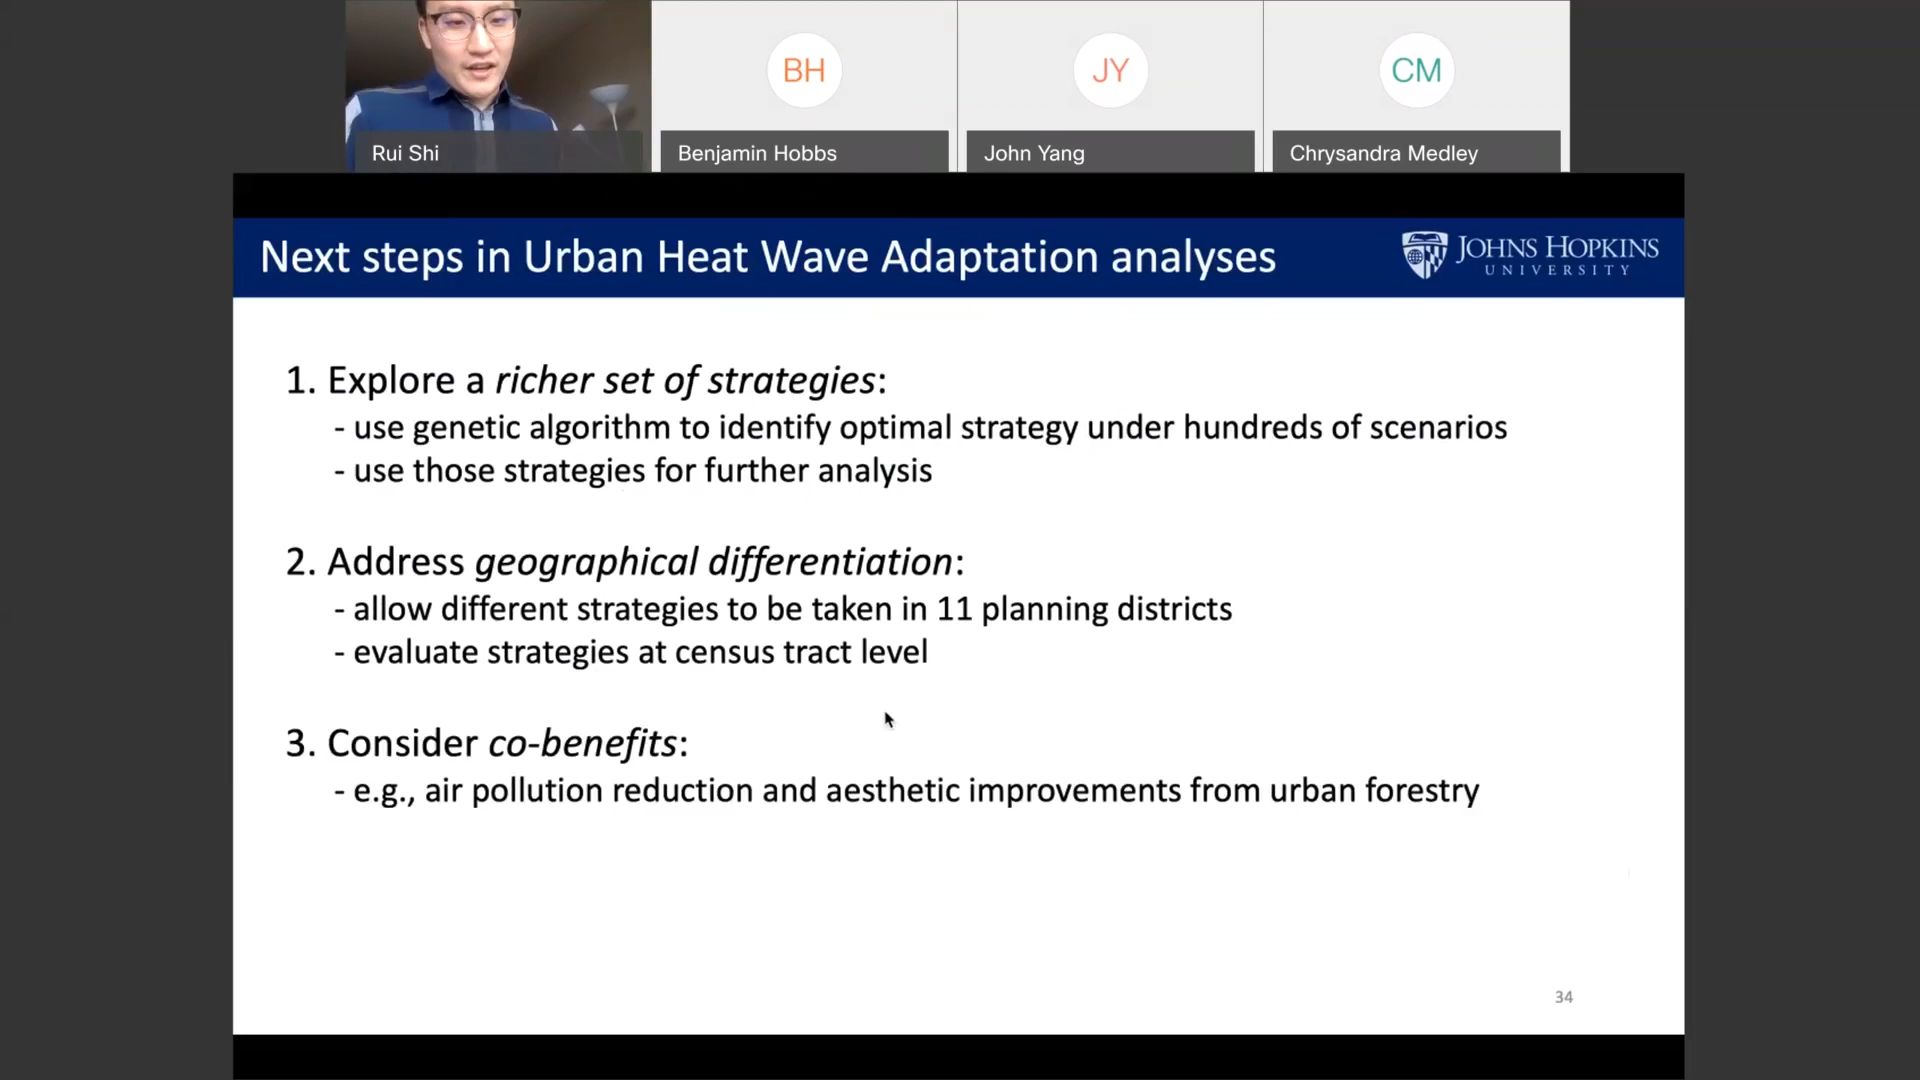 BH
JY
CM
Rui Shi
Benjamin Hobbs
John Yang
Chrysandra Medley
Next steps in Urban Heat Wave Adaptation analyses
JOHNS HOPKINS
UNIVERSITY
1. Explore a richer set of strategies:
- use genetic algorithm to identify optimal strategy under hundreds of scenarios
- use those strategies for further analysis
2. Address geographical differentiation:
- allow different strategies to be taken in 11 planning districts
- evaluate strategies at census tract level
3. Consider co-benefits:
- e.g., air pollution reduction and aesthetic improvements from urban forestry
34